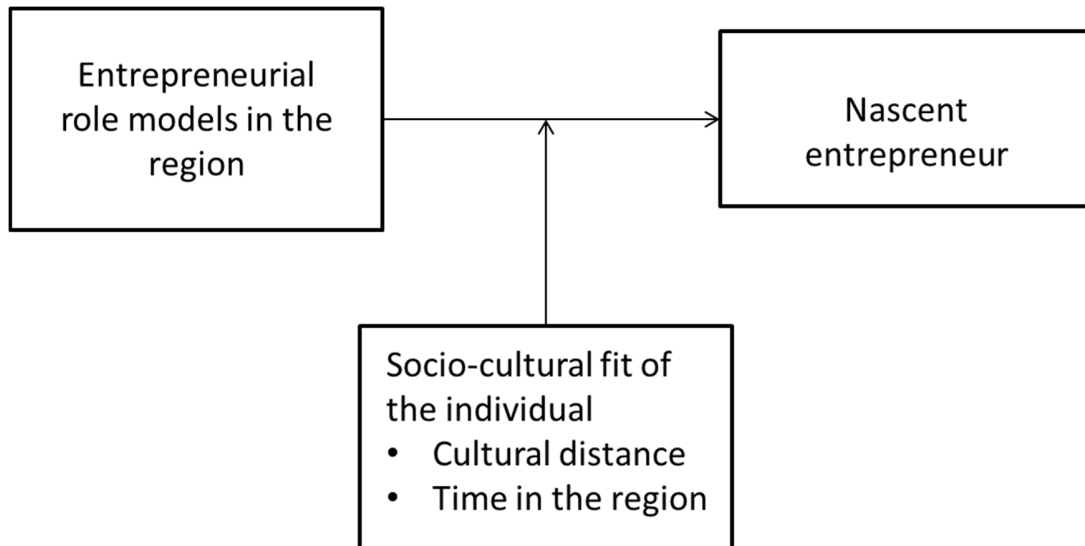 Entrepreneurial
role models in the
region
Nascent
entrepreneur
Socio-cultural fit of
the individual
• Cultural distance
• Time in the region